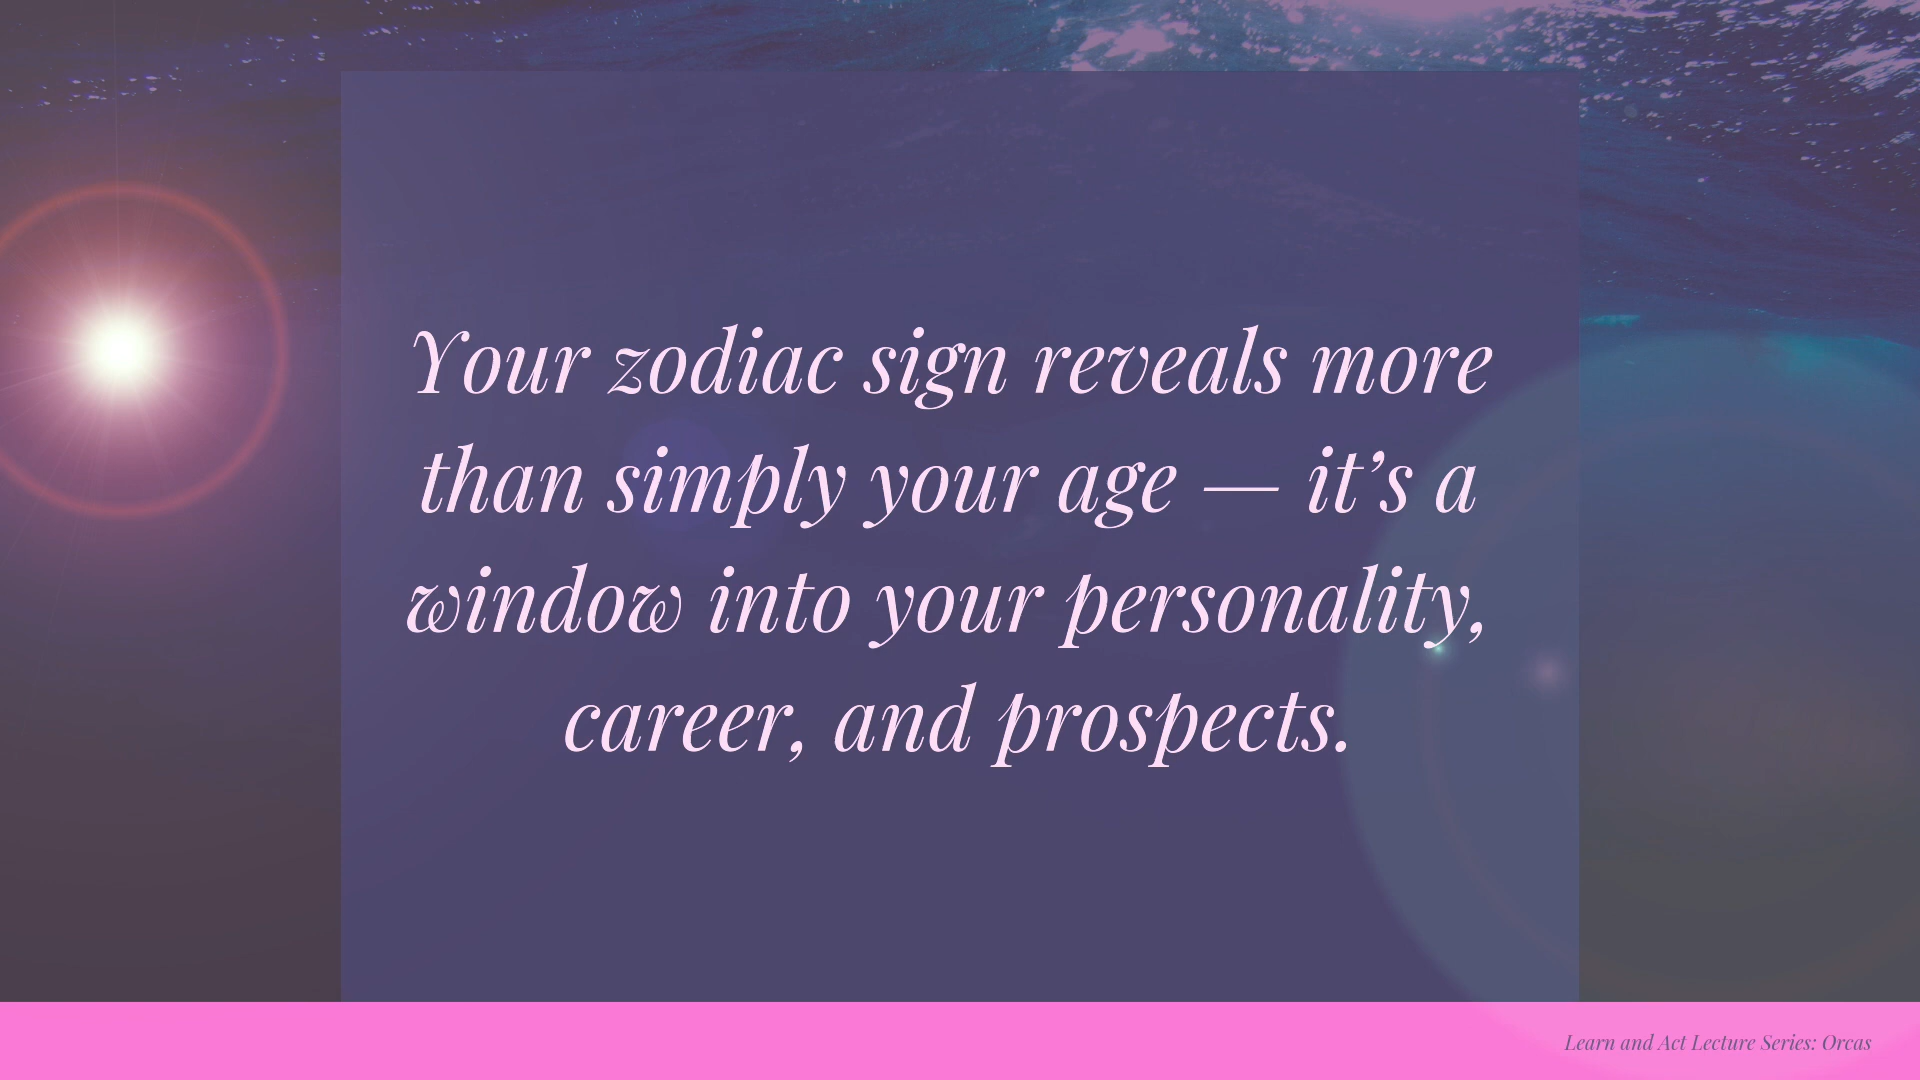 Your zodiac sign reveals more
than simply your age — it’s a
window into your personality,
career, and prospects.
Learn and Act Lecture Series: Orcas